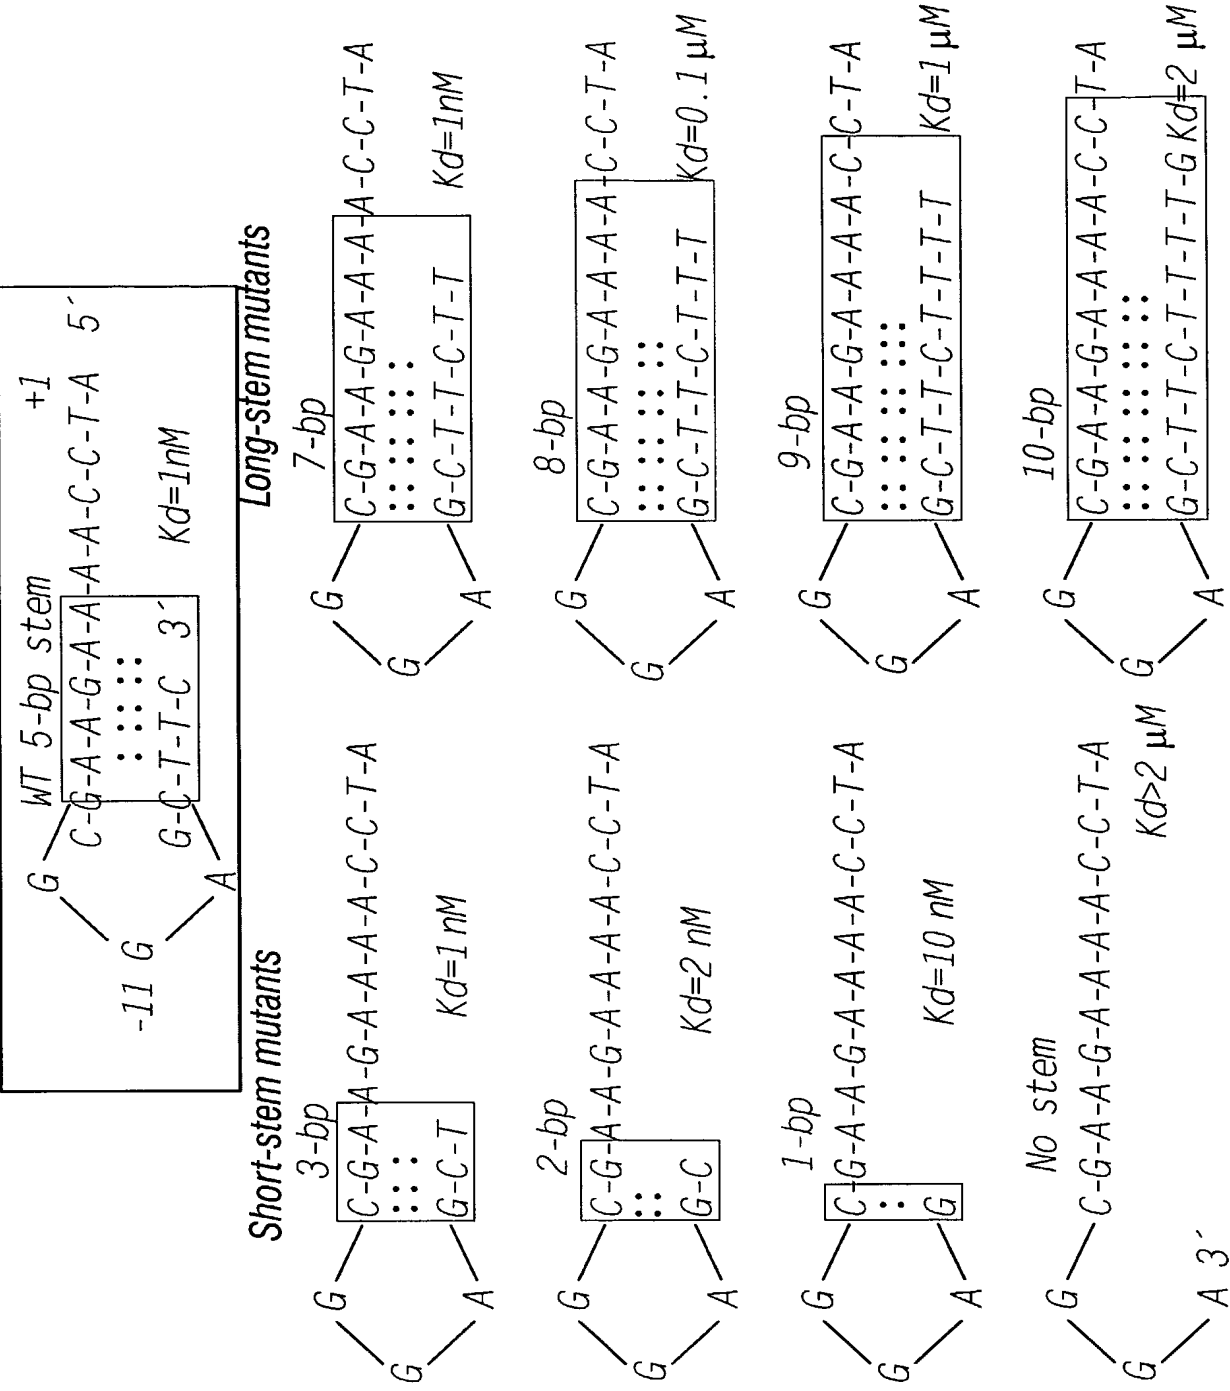 WT 5-bp stem
+1
G
C-G-A-A-G-A-A-A-A-C-C-T-A 5´
-11 G
G-C-T-T-C 3´
Kd=1nM
A
Short-stem mutants
3-bp
G
C-G-A-A-G-A-A-A-A-C-C-T-A
G
G-C-T
Kd=1nM
A
2-bp
G
C-G-A-A-G-A-A-A-A-C-C-T-A
G
G-C
Kd=2 nM
A
1-bp
G
C-G-A-A-G-A-A-A-A-C-C-T-A
G
G
Kd=10 nM
A
No stem
G
C-G-A-A-G-A-A-A-A-C-C-T-A
G
Kd>2 μM
A 3´
Long-stem mutants
7-bp
G
C-G-A-A-G-A-A-A-A-C-C-T-A
G
G-C-T-T-C-T-T
Kd=1nM
A
8-bp
G
C-G-A-A-G-A-A-A-A-C-C-T-A
G
G-C-T-T-C-T-T-T
Kd=0.1 μM
A
9-bp
G
C-G-A-A-G-A-A-A-A-C-C-T-A
G
G-C-T-T-C-T-T-T-T
Kd=1 μM
A
10-bp
G
C-G-A-A-G-A-A-A-A-C-C-T-A
G
G-C-T-T-C-T-T-T-T-G
Kd=2 μM
A